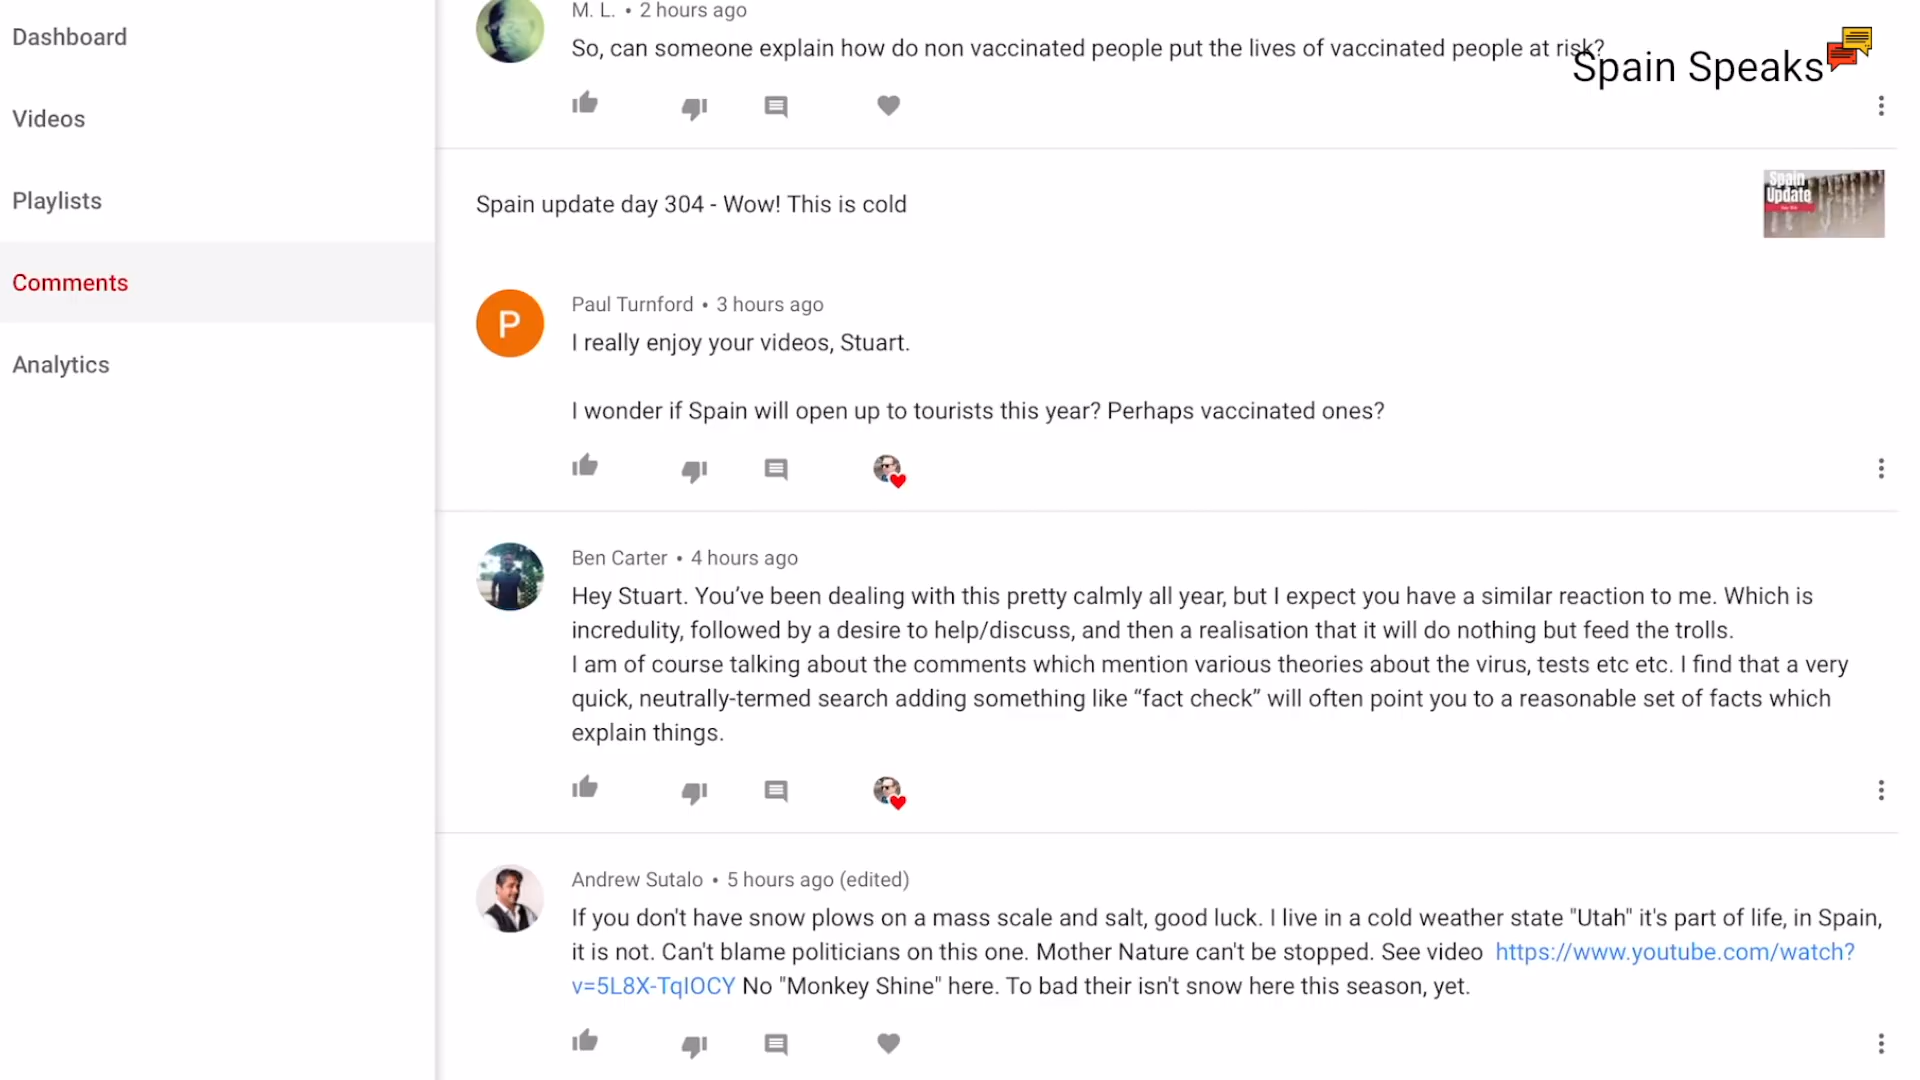 Dashboard
Videos
Playlists
Comments
Analytics
M. L. • 2 hours ago
So, can someone explain how do non vaccinated people put the lives of vaccinated people at risk?
Spain Speaks
Spain update day 304 - Wow! This is cold
Spain
Update
Paul Turnford • 3 hours ago
P
I really enjoy your videos, Stuart.
I wonder if Spain will open up to tourists this year? Perhaps vaccinated ones?
Ben Carter • 4 hours ago
Hey Stuart. You’ve been dealing with this pretty calmly all year, but I expect you have a similar reaction to me. Which is
incredulity, followed by a desire to help/discuss, and then a realisation that it will do nothing but feed the trolls.
I am of course talking about the comments which mention various theories about the virus, tests etc etc. I find that a very
quick, neutrally-termed search adding something like “fact check” will often point you to a reasonable set of facts which
explain things.
Andrew Sutalo • 5 hours ago (edited)
If you don't have snow plows on a mass scale and salt, good luck. I live in a cold weather state "Utah" it's part of life, in Spain,
it is not. Can't blame politicians on this one. Mother Nature can't be stopped. See video https://www.youtube.com/watch?
v=5L8X-TqIOCY No "Monkey Shine" here. To bad their isn't snow here this season, yet.